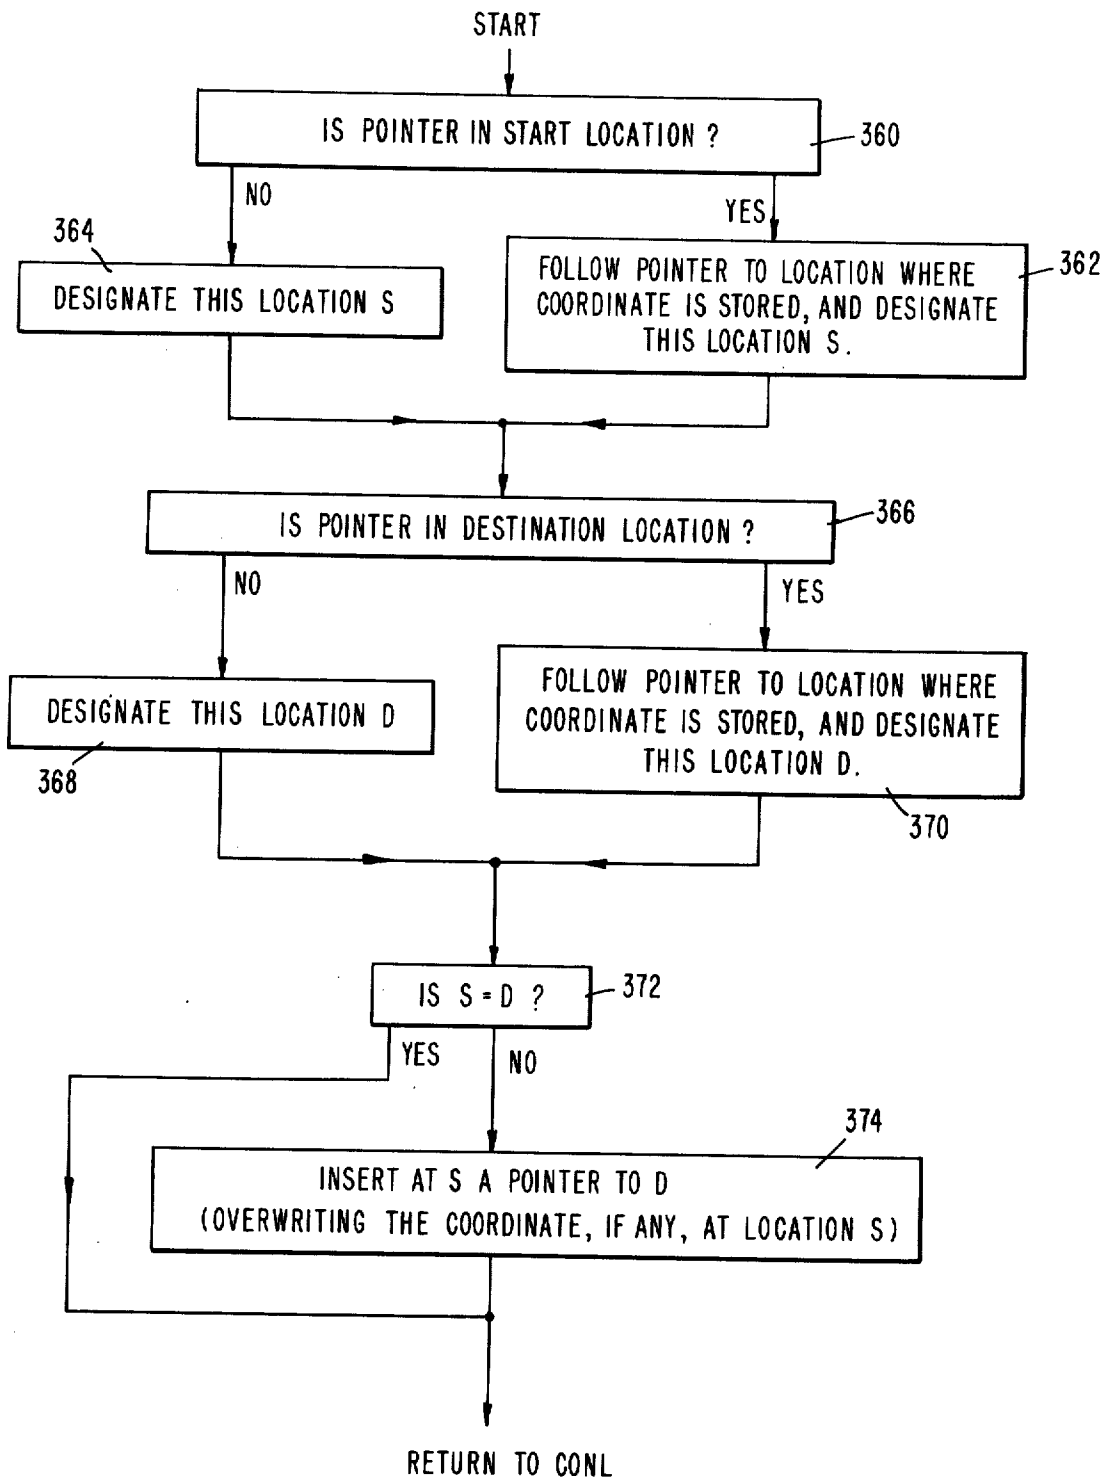 START
IS POINTER IN START LOCATION ?
360
NO
YES
364
DESIGNATE THIS LOCATION S
FOLLOW POINTER TO LOCATION WHERE
COORDINATE IS STORED, AND DESIGNATE
THIS LOCATION S.
362
IS POINTER IN DESTINATION LOCATION ?
366
NO
YES
DESIGNATE THIS LOCATION D
368
FOLLOW POINTER TO LOCATION WHERE
COORDINATE IS STORED, AND DESIGNATE
THIS LOCATION D.
370
IS S = D ?
372
YES
NO
374
INSERT AT S A POINTER TO D
(OVERWRITING THE COORDINATE, IF ANY, AT LOCATION S)
RETURN TO CONL